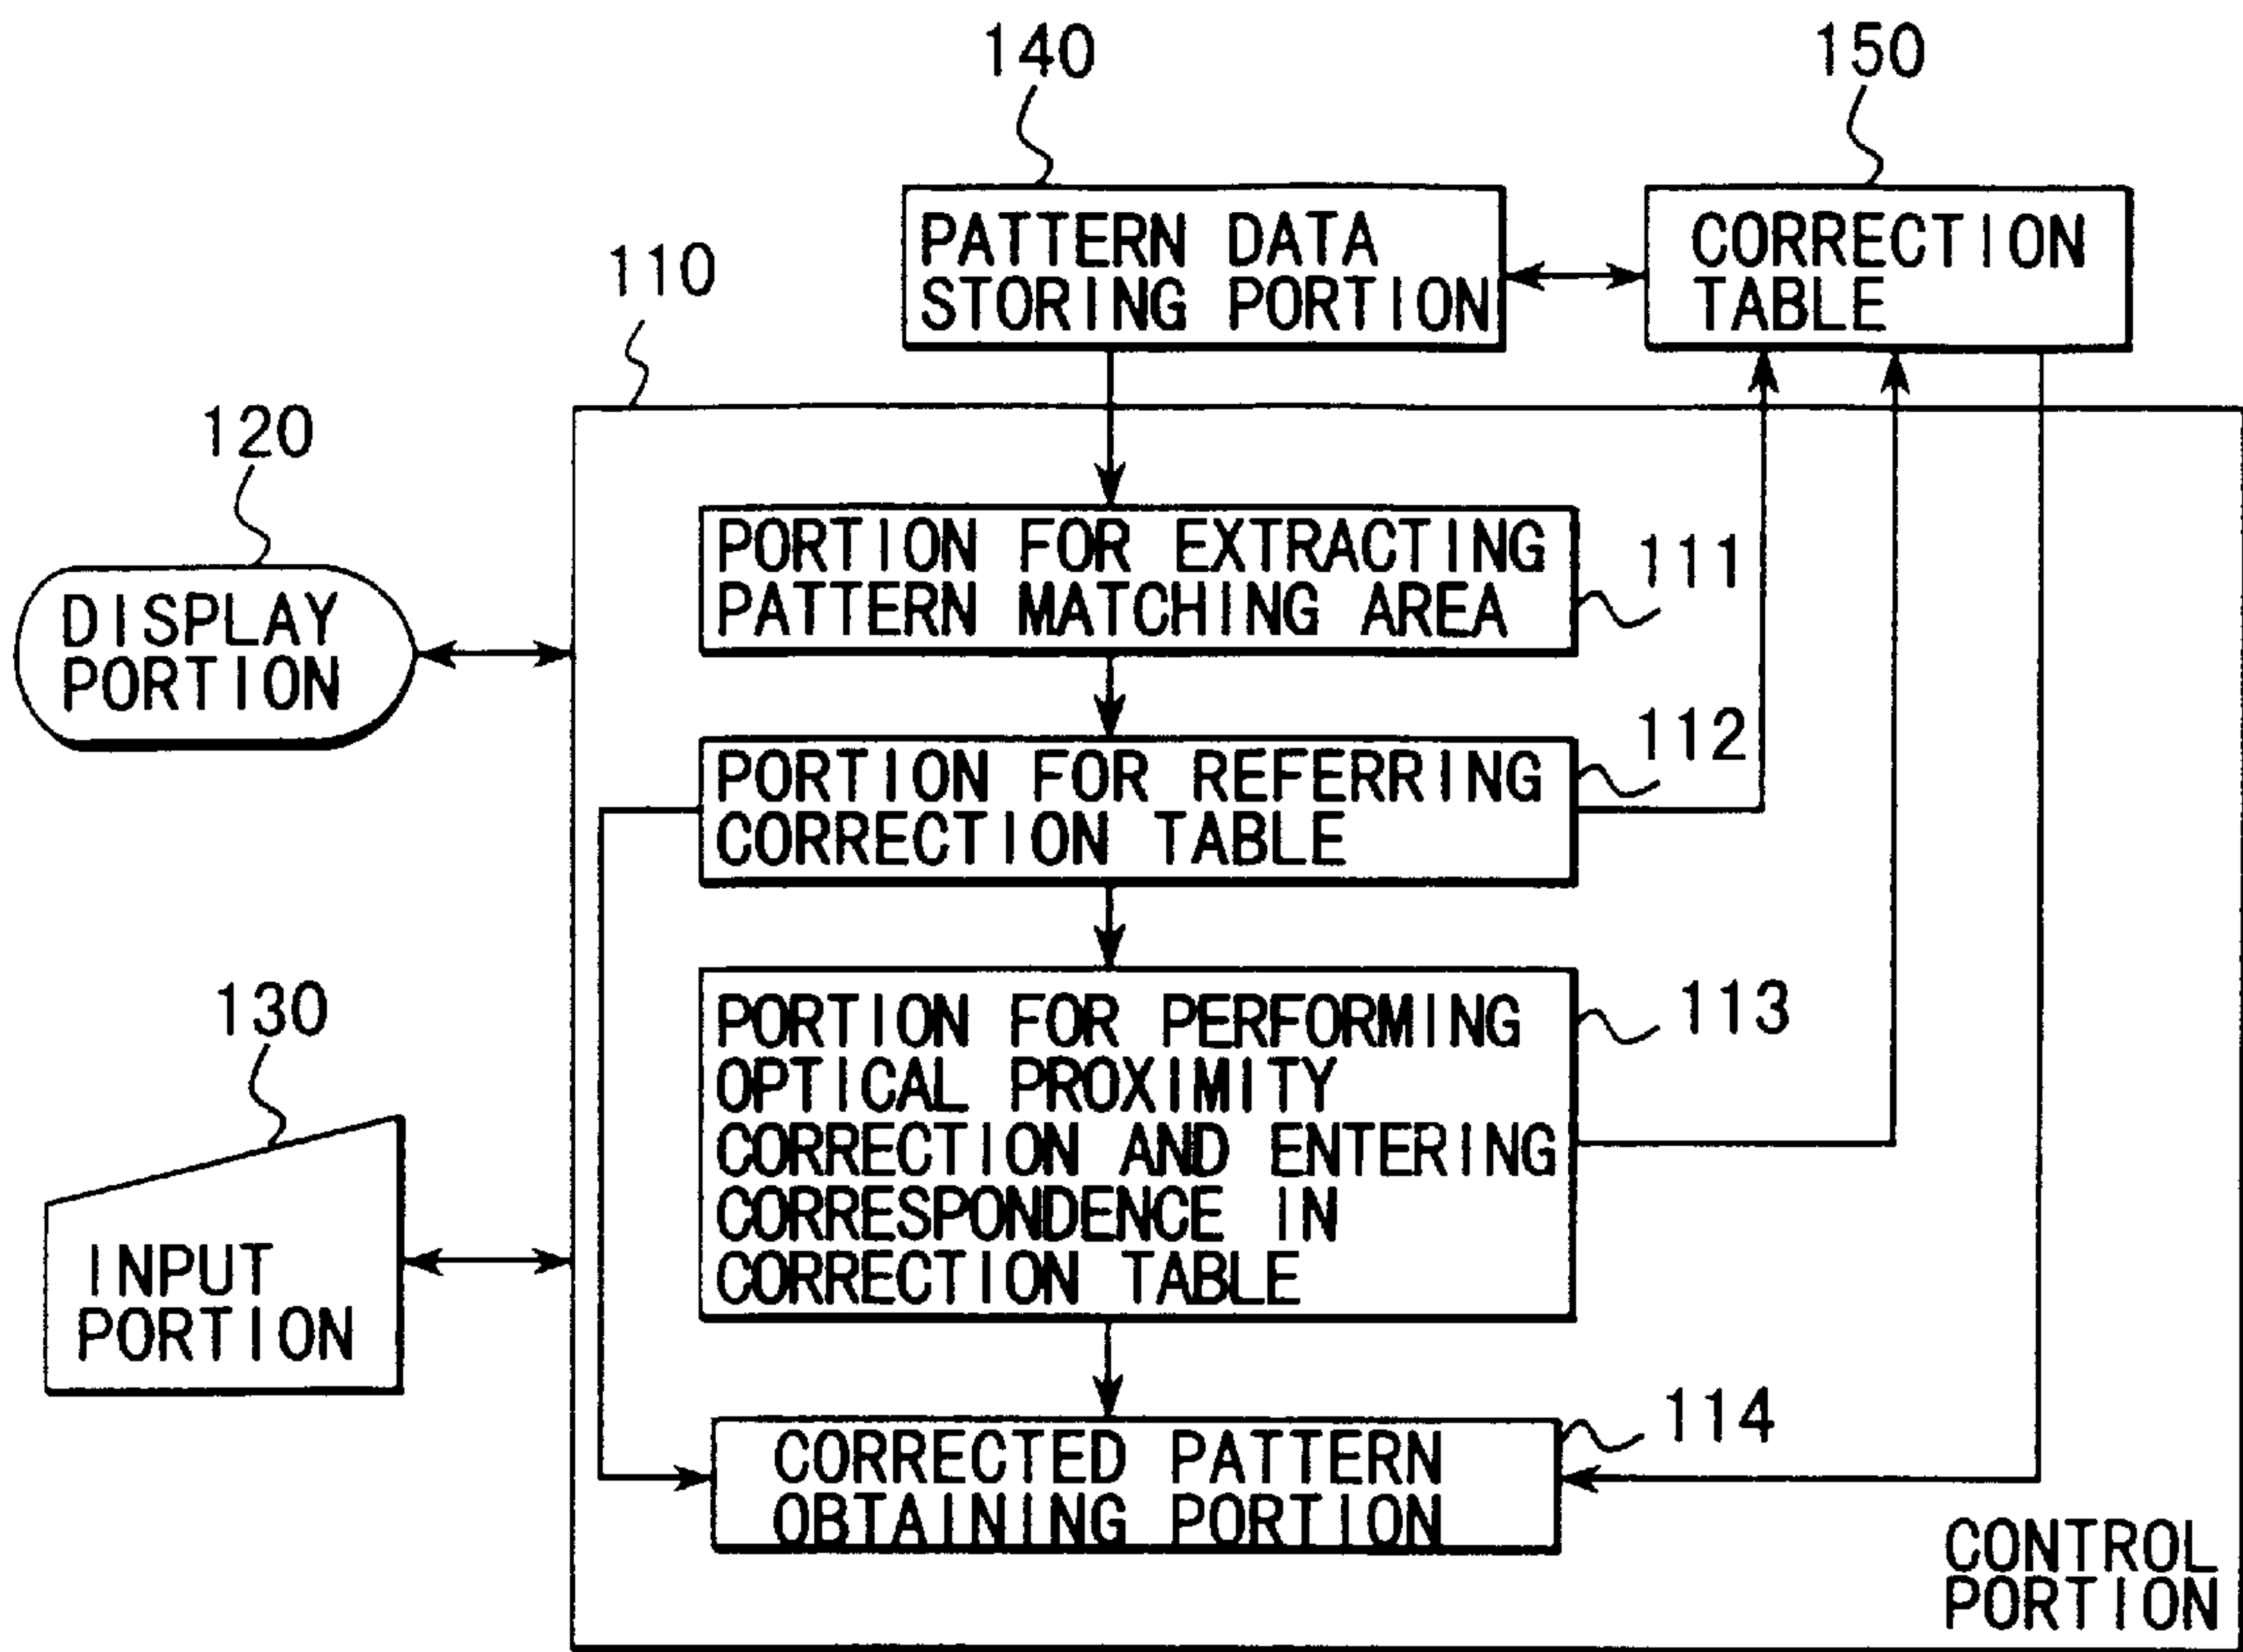 140
150
PATTERN DATA
STORING PORTION
CORRECTION
TABLE
110
120
DISPLAY
PORTION
PORTION FOR EXTRACTING
PATTERN MATCHING AREA
111
PORTION FOR REFERRING
CORRECTION TABLE
112
130
INPUT
PORTION
PORTION FOR PERFORMING
OPTICAL PROXIMITY
CORRECTION AND ENTERING
CORRESPONDENCE IN
CORRECTION TABLE
113
CORRECTED PATTERN
OBTAINING PORTION
114
CONTROL
PORTION